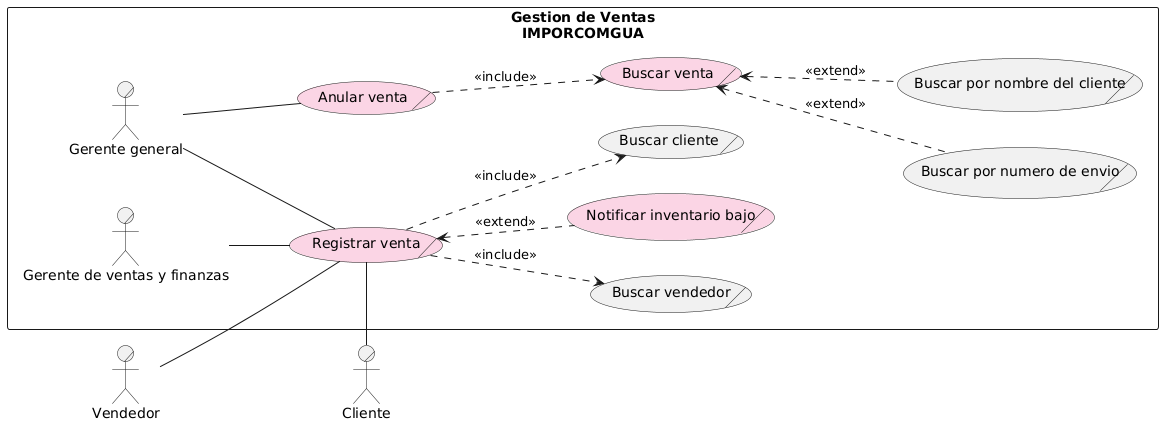 Gestion de Ventas
IMPORCOMGUA
«include»
Buscar venta
«extend»
Buscar por nombre del cliente
Anular venta
«extend»
Gerente general
Buscar cliente
Buscar por numero de envio
«include»
Notificar inventario bajo
«extend»
Registrar venta
Gerente de ventas y finanzas
«include»
Buscar vendedor
Vendedor
Cliente